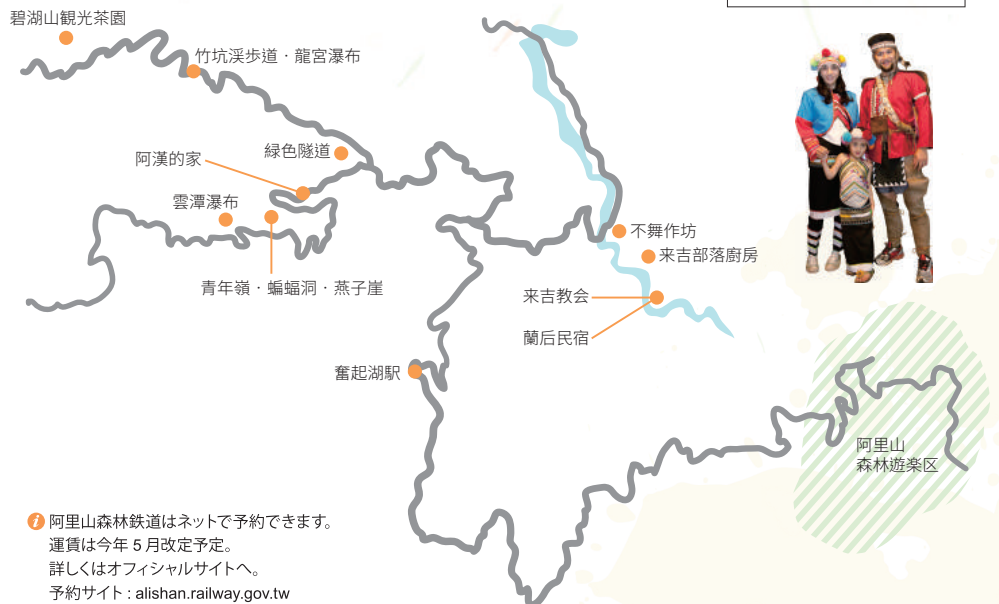 碧湖山観光茶園
竹坑渓歩道・龍宮瀑布
緑色隧道
阿漢的家
雲潭瀑布
不舞作坊
来吉部落廚房
青年嶺・蝙蝠洞・燕子崖
来吉教会
蘭后民宿
奮起湖駅
阿里山
森林遊楽区
i 阿里山森林鉄道はネットで予約できます。
運賃は今年 5 月改定予定。
詳しくはオフィシャルサイトへ。
予約サイト : alishan.railway.gov.tw